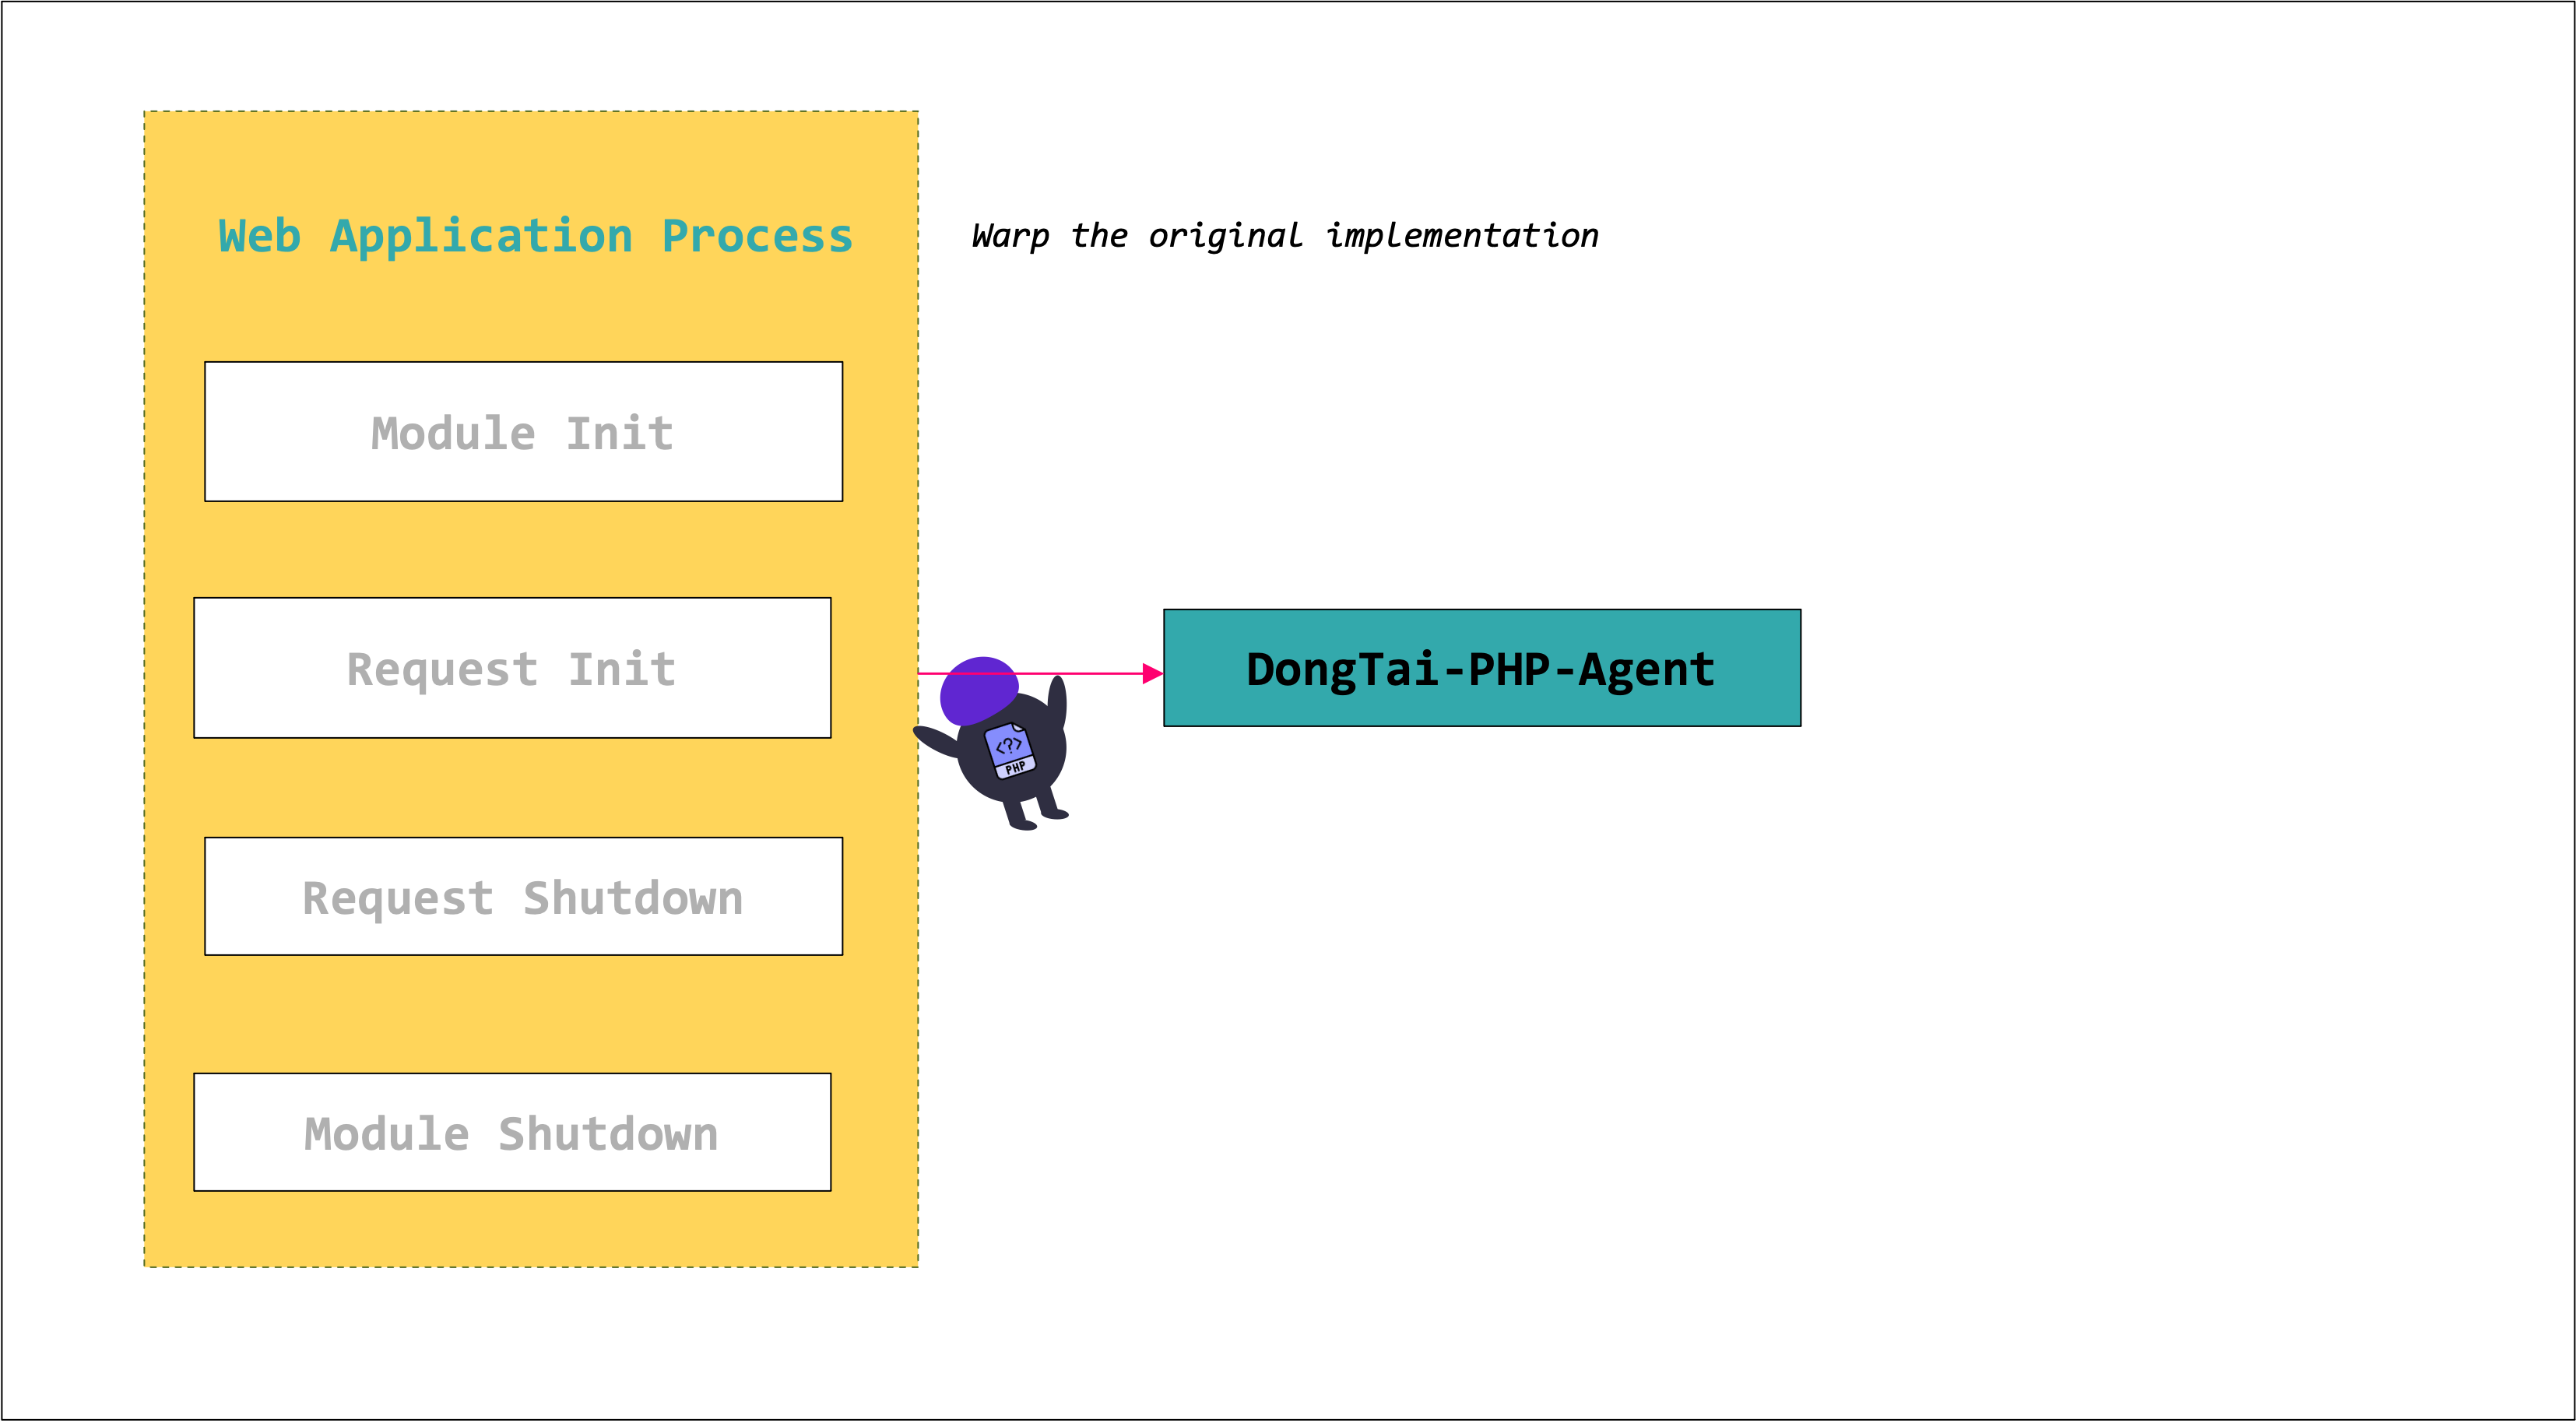 Web Application Process
Warp the original implementation
Module Init
Request Init
DongTai-PHP-Agent
<?>
PHP
Request Shutdown
Module Shutdown